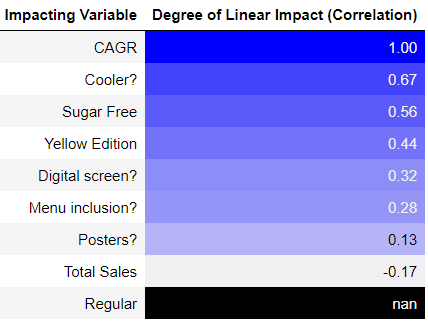 Impacting Variable Degree of Linear Impact (Correlation)
CAGR 1.00
Cooler? 0.67
Sugar Free 0.56
Yellow Edition 0.44
Digital screen? 0.32
Menu inclusion? 0.28
Posters? 0.13
Total Sales -0.17
Regular nan